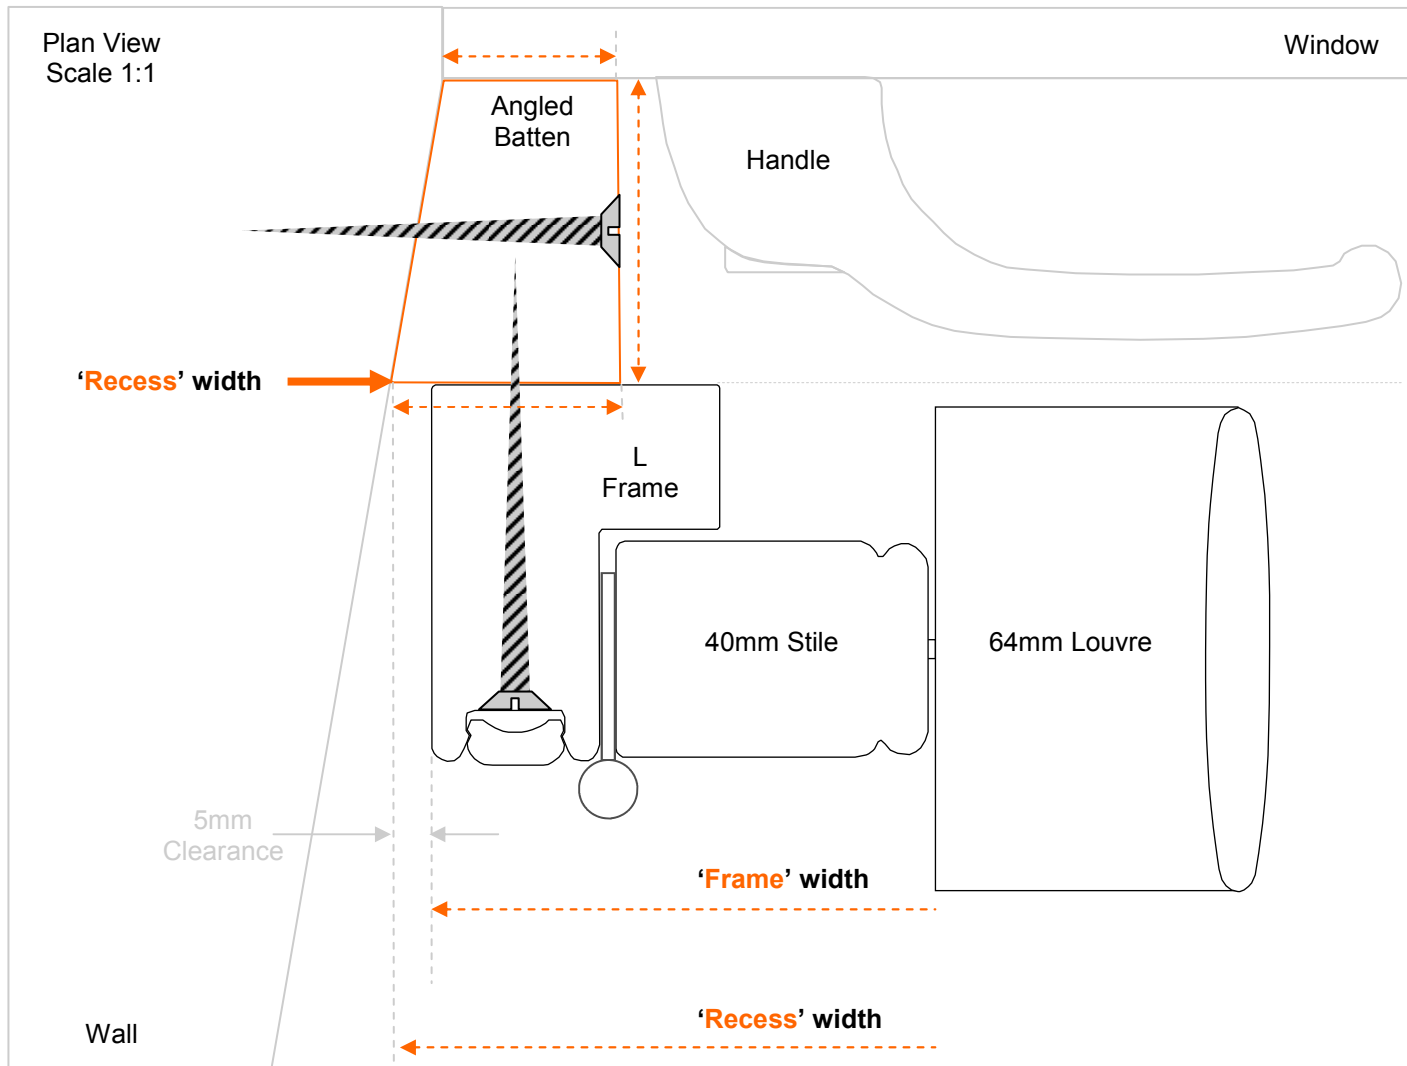 Plan View
Scale 1:1
Window
Angled
Batten
Handle
‘Recess’ width
L
Frame
40mm Stile
64mm Louvre
5mm
Clearance
‘Frame’ width
‘Recess’ width
Wall